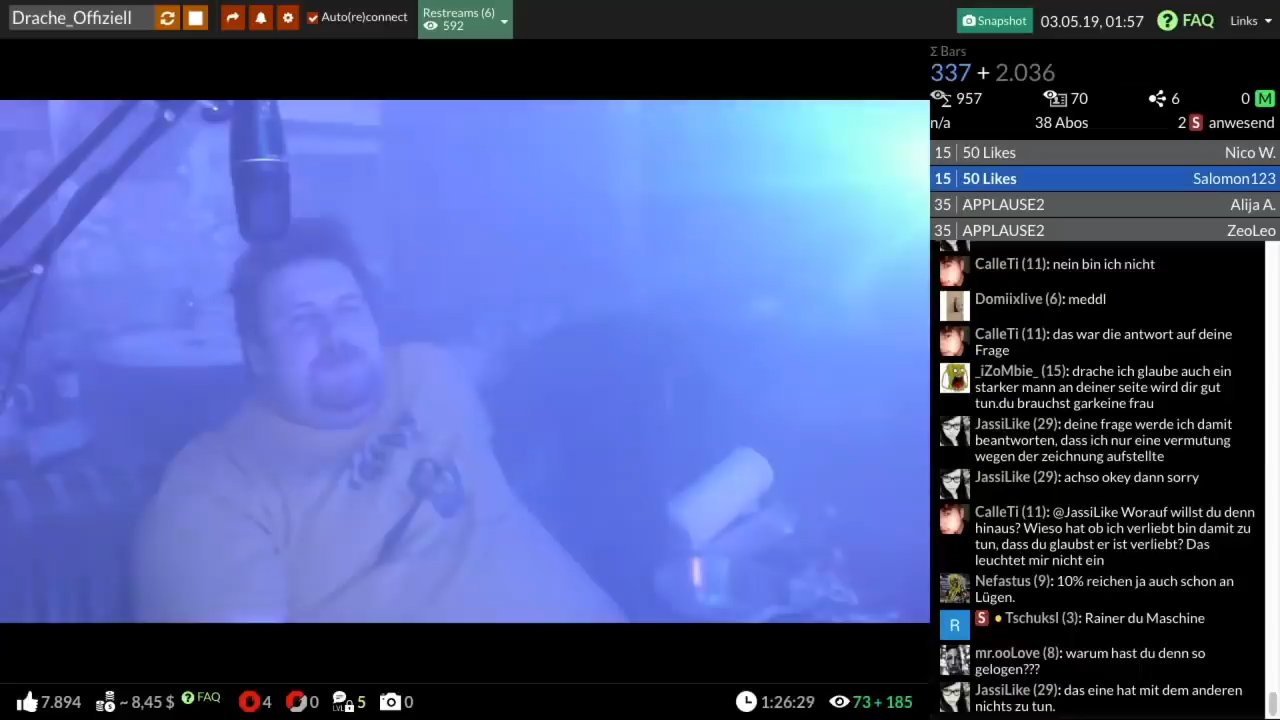 Drache_Offiziell
Auto(re)connect
Restreams (6)
592
Snapshot
03.05.19, 01:57
FAQ
Links
Σ Bars
337 + 2.036
957
70
6
0 M
n/a
38 Abos
2 S anwesend
15 50 Likes Nico W.
15 50 Likes Salomon123
35 APPLAUSE2 Alija A.
35 APPLAUSE2 ZeoLeo
CalleTi (11): nein bin ich nicht
Domiixlive (6): meddl
CalleTi (11): das war die antwort auf deine
Frage
_iZoMbie_ (15): drache ich glaube auch ein
starker mann an deiner seite wird dir gut
tun.du brauchst garkeine frau
JassiLike (29): deine frage werde ich damit
beantworten, dass ich nur eine vermutung
wegen der zeichnung aufstellte
JassiLike (29): achso okey dann sorry
CalleTi (11): @JassiLike Worauf willst du denn
hinaus? Wieso hat ob ich verliebt bin damit zu
tun, dass du glaubst er ist verliebt? Das
leuchtet mir nicht ein
Nefastus (9): 10% reichen ja auch schon an
Lügen.
R S Tschuksl (3): Rainer du Maschine
mr.ooLove (8): warum hast du denn so
gelogen???
JassiLike (29): das eine hat mit dem anderen
nichts zu tun.
7.894
~ 8,45 $
FAQ
4
0
LVL 5
0
1:26:29
73 + 185